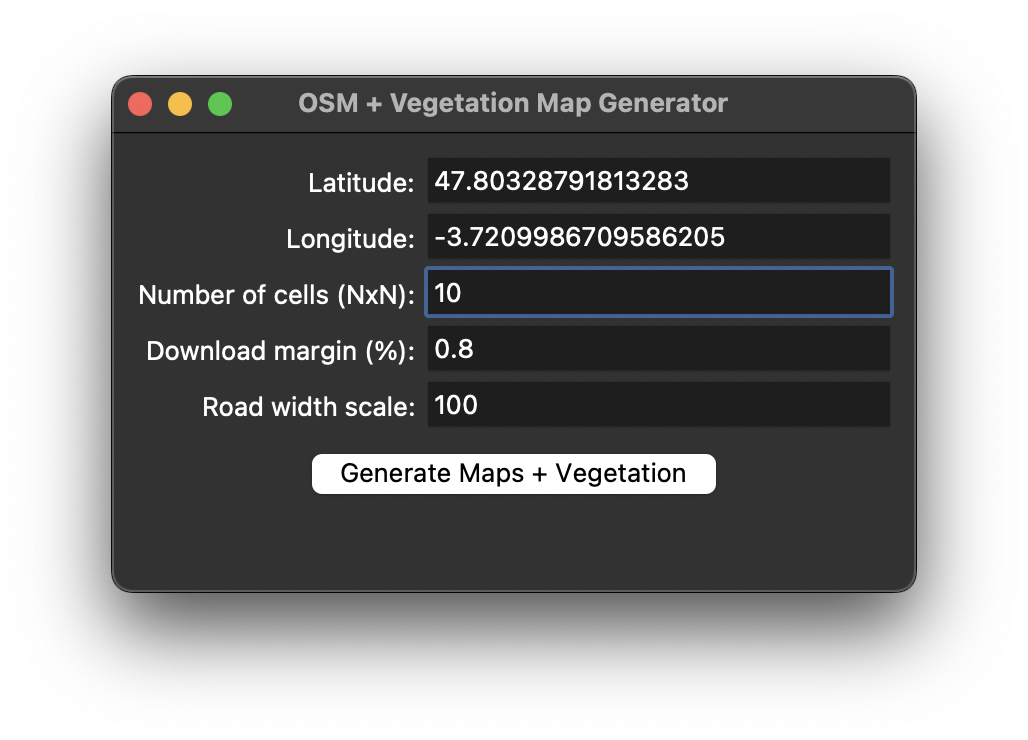 OSM + Vegetation Map Generator
Latitude: 47.80328791813283
Longitude: -3.7209986709586205
Number of cells (NxN): 10
Download margin (%): 0.8
Road width scale: 100
Generate Maps + Vegetation